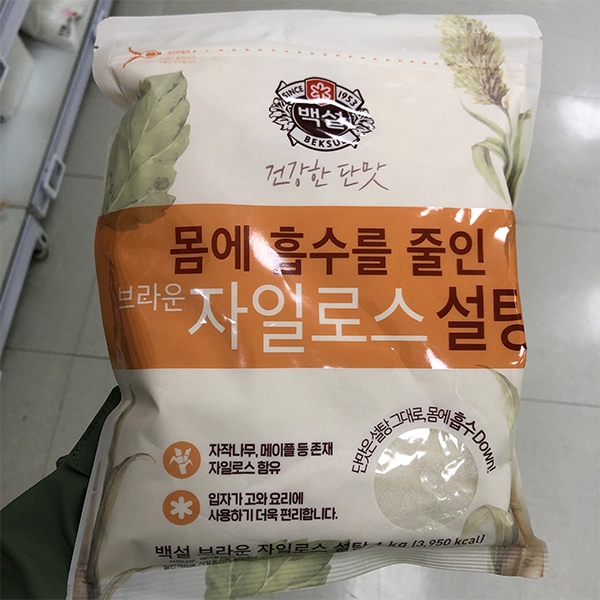 SINCE 1953
백설
BEKSUL
건강한 단맛
몸에 흡수를 줄인
브라운 자일로스 설탕
단맛은 설탕 그대로, 몸에 흡수 Down!
자작나무, 메이플 등 존재
자일로스 함유
입자가 고와 요리에
사용하기 더욱 편리합니다.
백설 브라운 자일로스 설탕 1 kg (3,950 kcal)